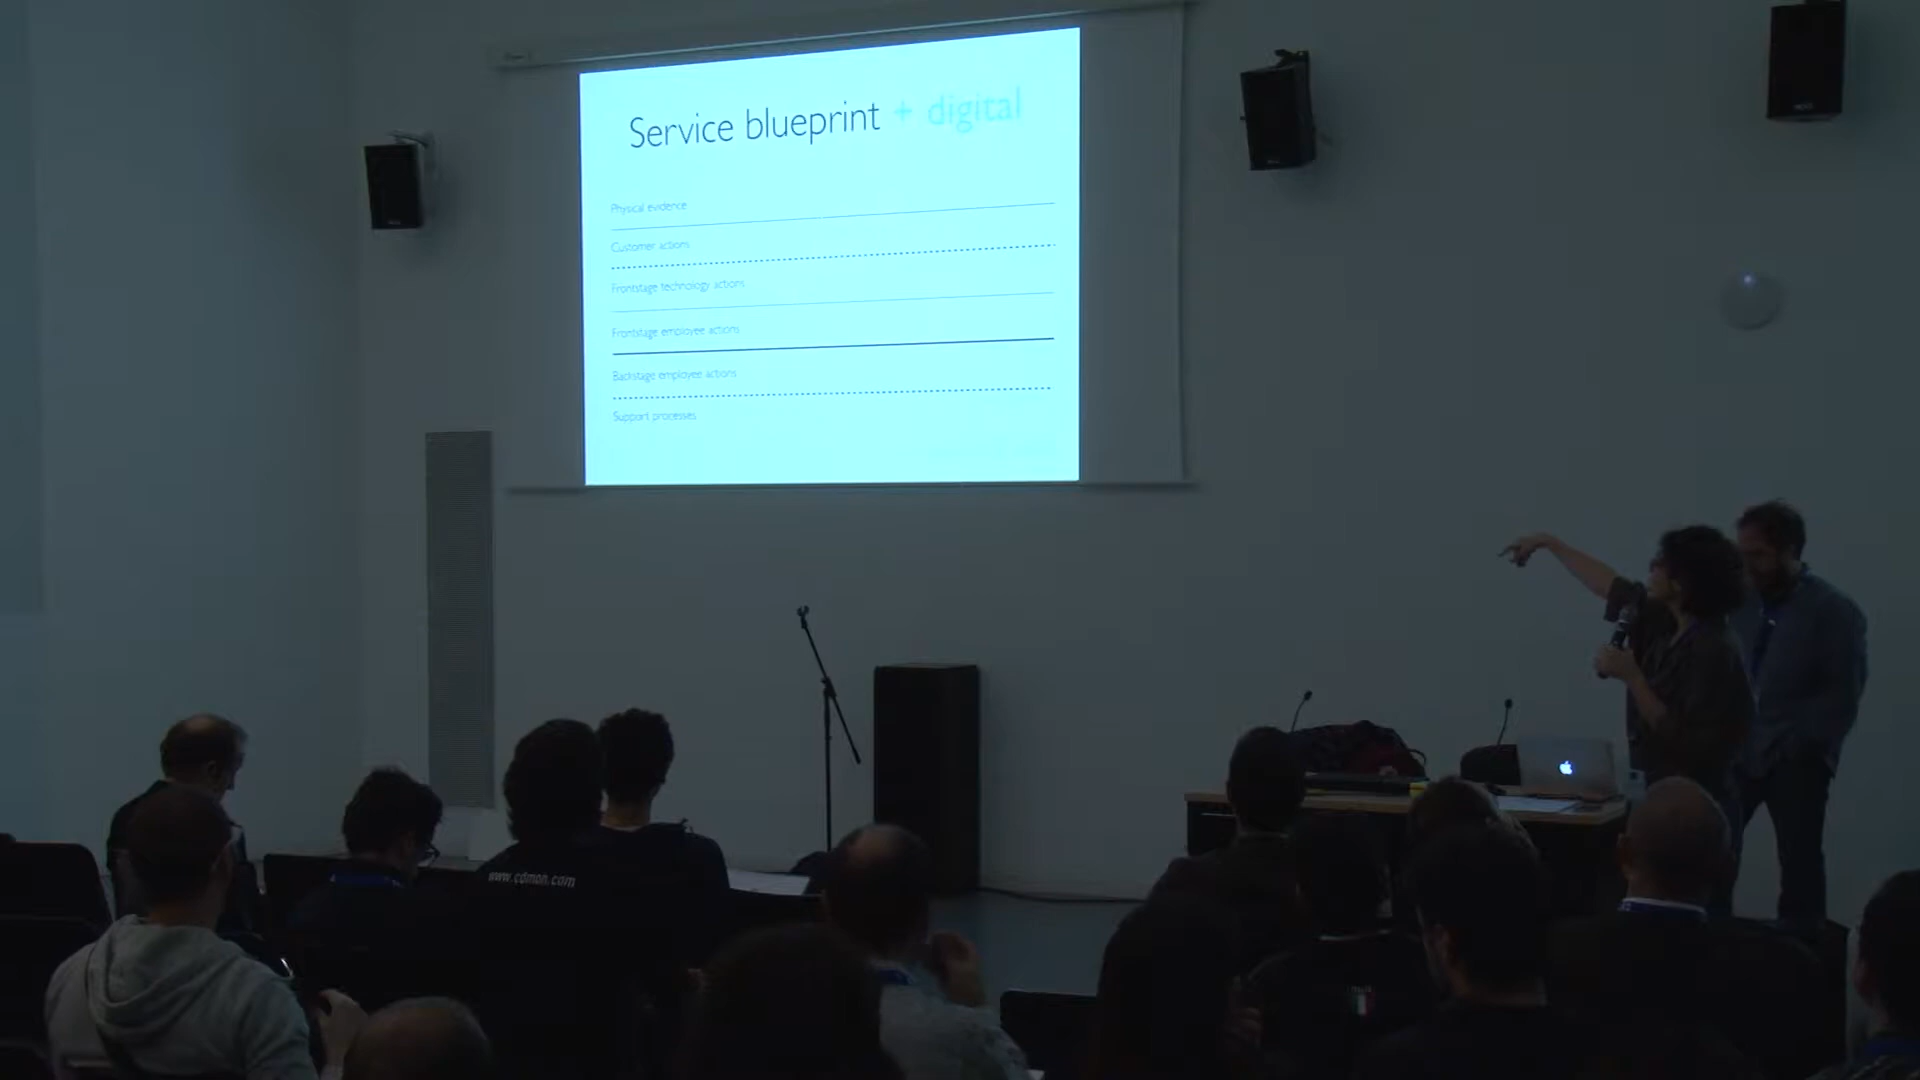 Service blueprint + digital
Physical evidence
Customer actions
Frontstage technology actions
Frontstage employee actions
Backstage employee actions
Support processes
www.cdmon.com